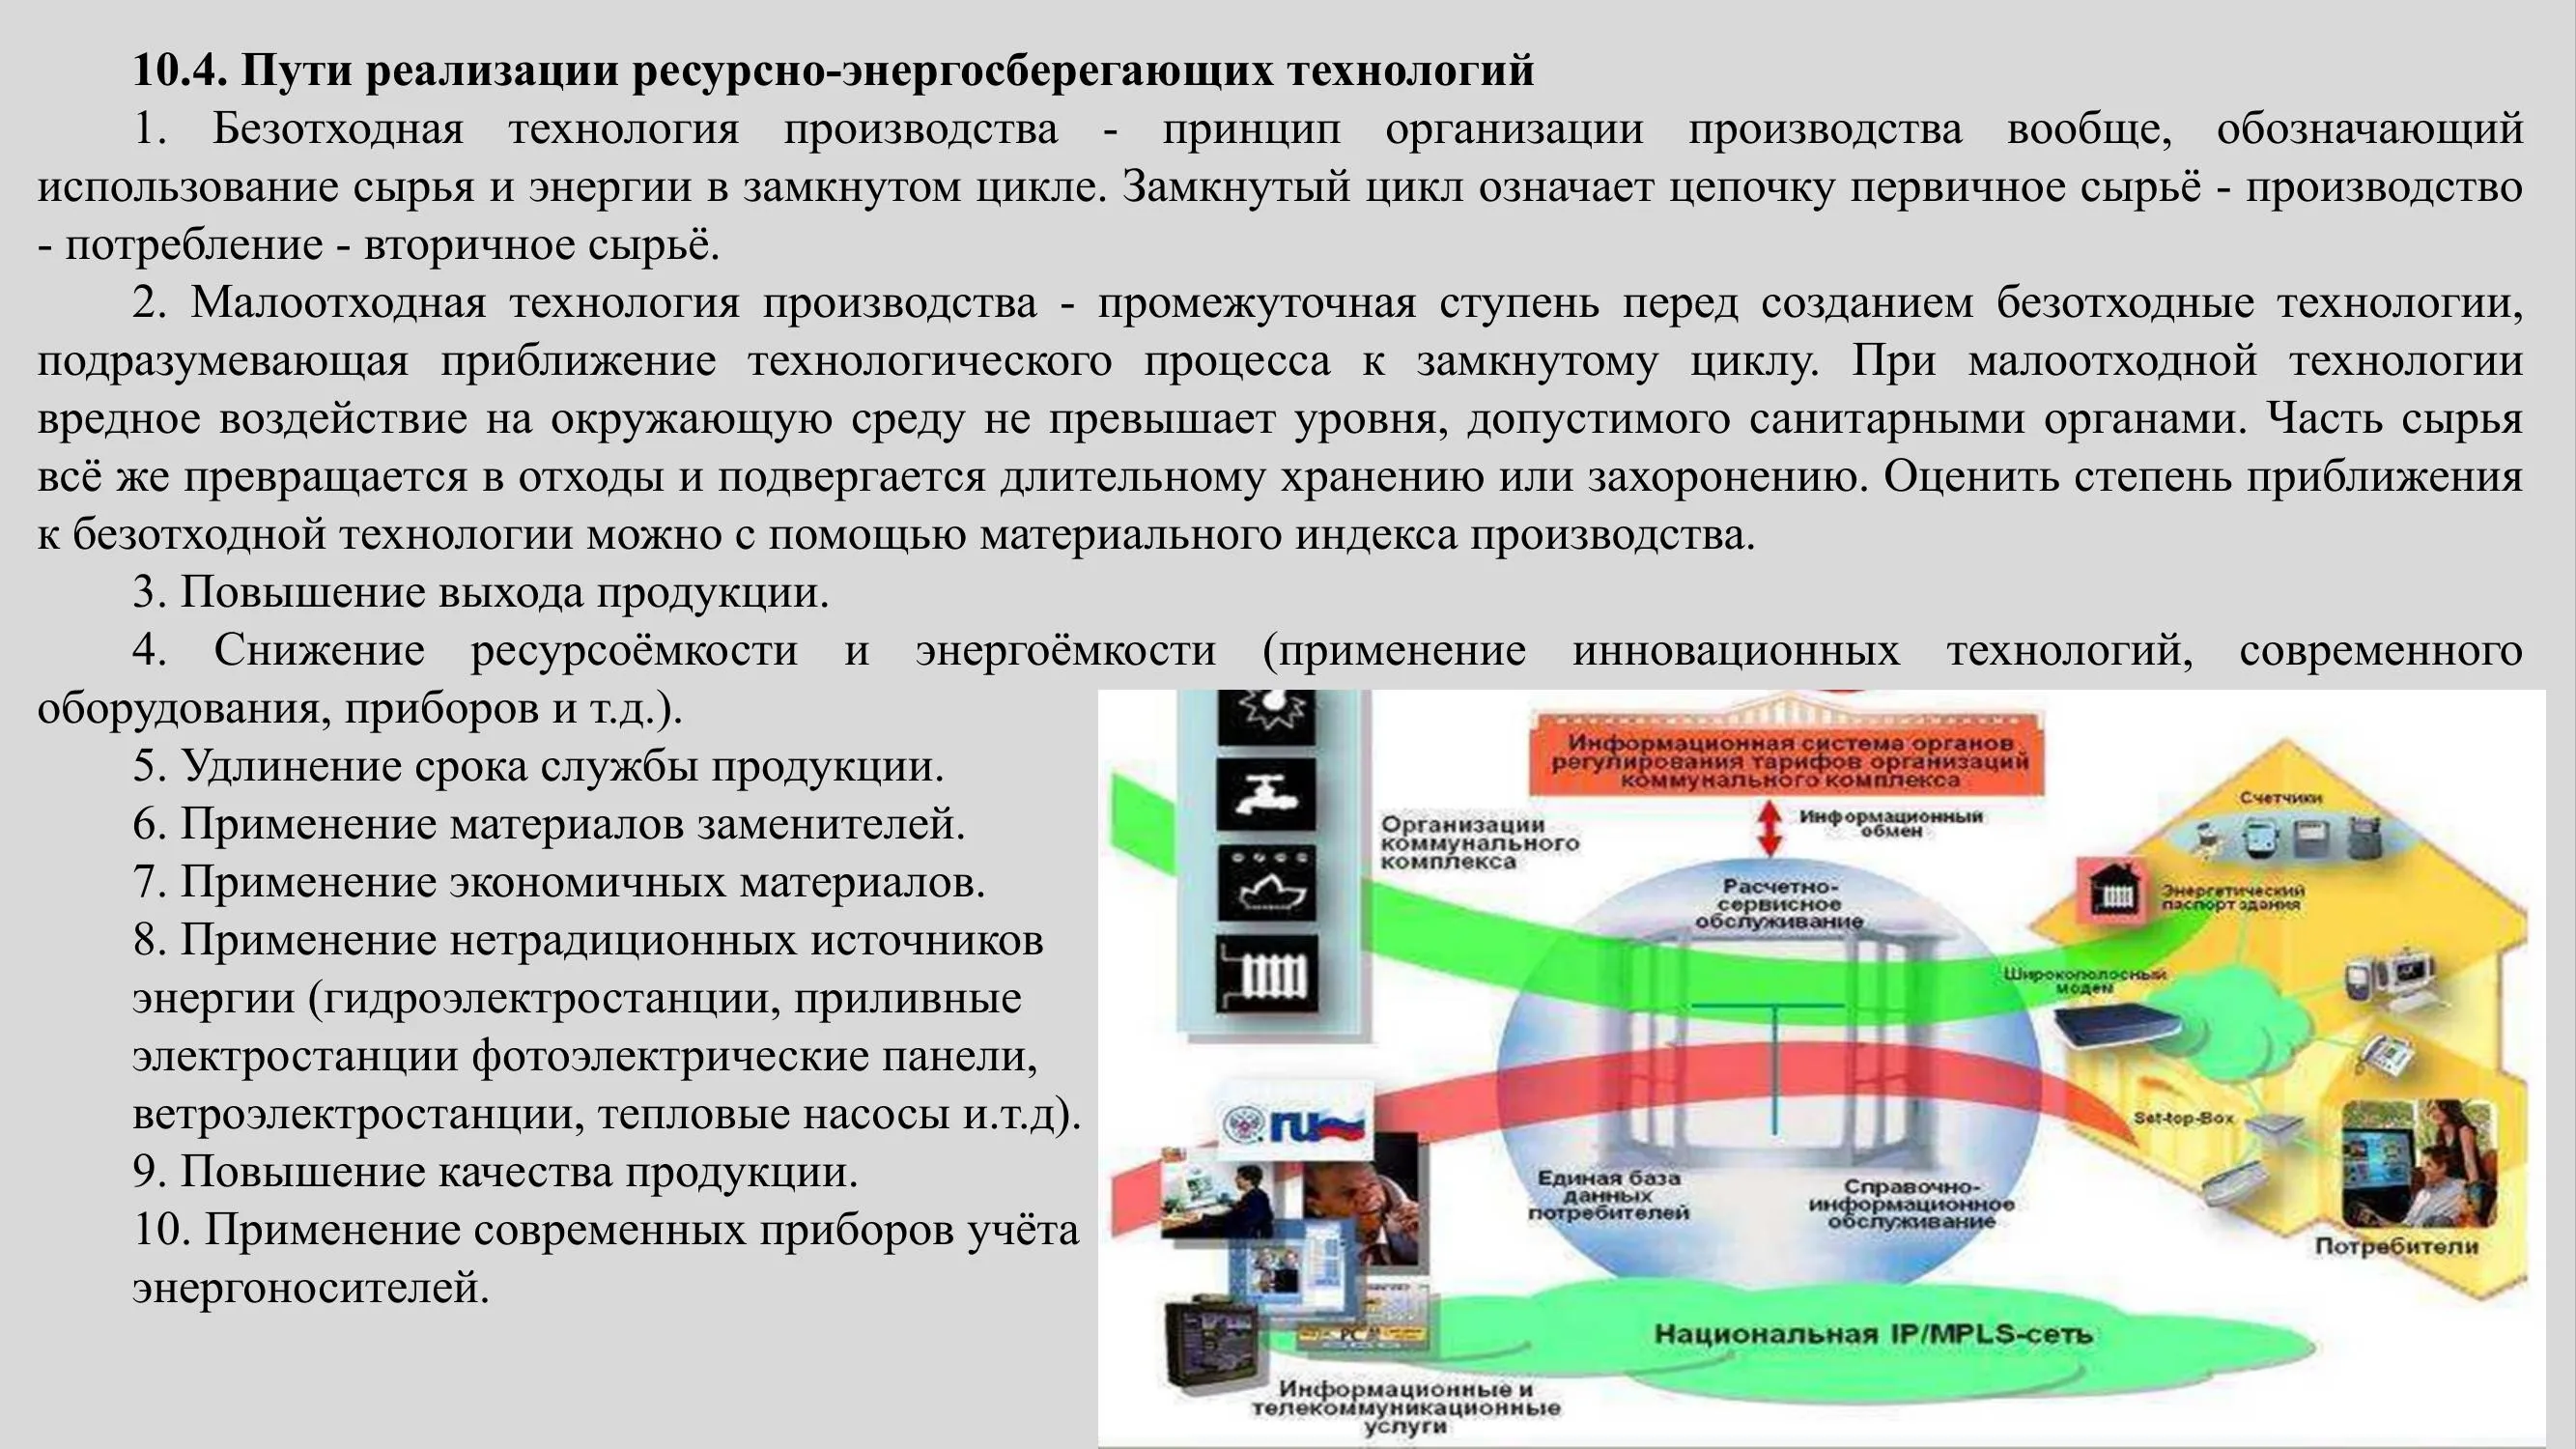 10.4. Пути реализации ресурсно-энергосберегающих технологий
1. Безотходная технология производства - принцип организации производства вообще, обозначающий
использование сырья и энергии в замкнутом цикле. Замкнутый цикл означает цепочку первичное сырьё - производство
- потребление - вторичное сырьё.
2. Малоотходная технология производства - промежуточная ступень перед созданием безотходные технологии,
подразумевающая приближение технологического процесса к замкнутому циклу. При малоотходной технологии
вредное воздействие на окружающую среду не превышает уровня, допустимого санитарными органами. Часть сырья
всё же превращается в отходы и подвергается длительному хранению или захоронению. Оценить степень приближения
к безотходной технологии можно с помощью материального индекса производства.
3. Повышение выхода продукции.
4. Снижение ресурсоёмкости и энергоёмкости (применение инновационных технологий, современного
оборудования, приборов и т.д.).
5. Удлинение срока службы продукции.
6. Применение материалов заменителей.
7. Применение экономичных материалов.
8. Применение нетрадиционных источников
энергии (гидроэлектростанции, приливные
электростанции фотоэлектрические панели,
ветроэлектростанции, тепловые насосы и.т.д).
9. Повышение качества продукции.
10. Применение современных приборов учёта
энергоносителей.
Информационная система органов
регулирования тарифов организаций
коммунального комплекса
Информационный
обмен
Организации
коммунального
комплекса
Расчетно-
сервисное
обслуживание
Счетчики
Энергетический
паспорт здания
Широкополосный
модем
Set-top-Box
Единая база
данных
потребителей
Справочно-
информационное
обслуживание
Потребители
ru
PC
Национальная IP/MPLS-сеть
Информационные и
телекоммуникационные
услуги